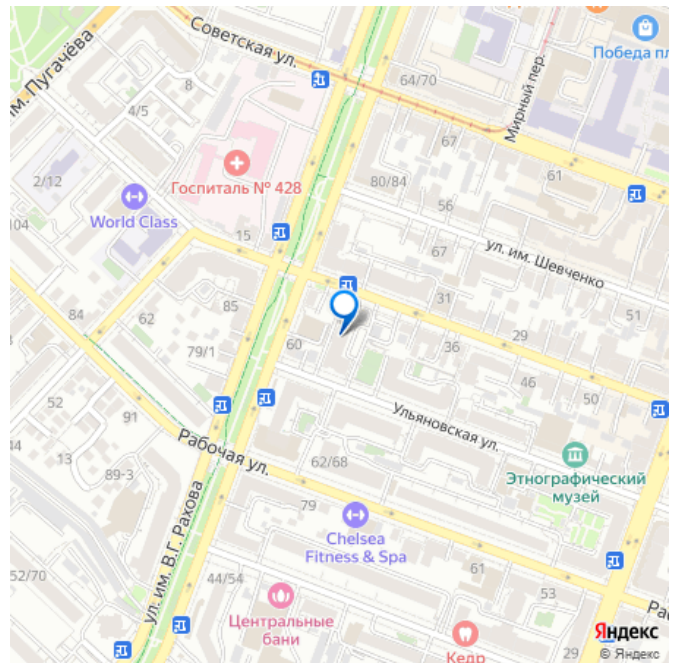 Советская ул.
Победа пл
им. Пугачёва
8
64/70
Мирный пер.
4/5
67
Госпиталь № 428
61
2/12
80/84
World Class
56
104
15
67
ул. им. Шевченко
31
51
84
62
85
29
60
36
79/1
46
50
52
91
Ульяновская ул.
44
13
Рабочая ул.
89-3
62/68
Этнографический
музей
79
Chelsea
Fitness & Spa
ул. им. В.Г. Рахова
52/70
44/54
61
53
Центральные
бани
Ра
Кедр
29
Яндекс
© Яндекс